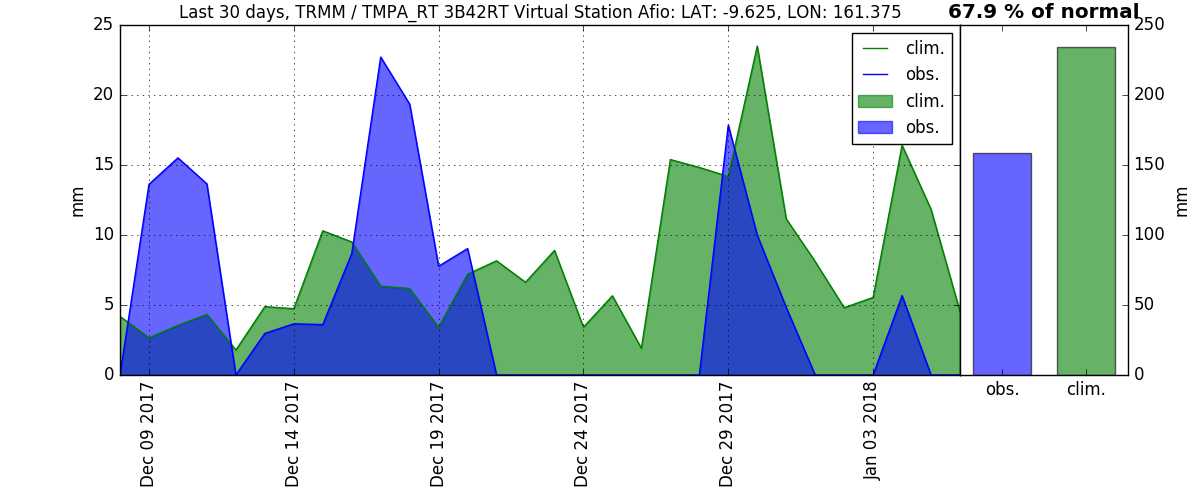 Last 30 days, TRMM / TMPA_RT 3B42RT Virtual Station Afio: LAT: -9.625, LON: 161.375
67.9 % of normal
25
20
15
10
5
0
mm
clim.
obs.
clim.
obs.
250
200
150
100
50
0
mm
Dec 09 2017
Dec 14 2017
Dec 19 2017
Dec 24 2017
Dec 29 2017
Jan 03 2018
obs.
clim.